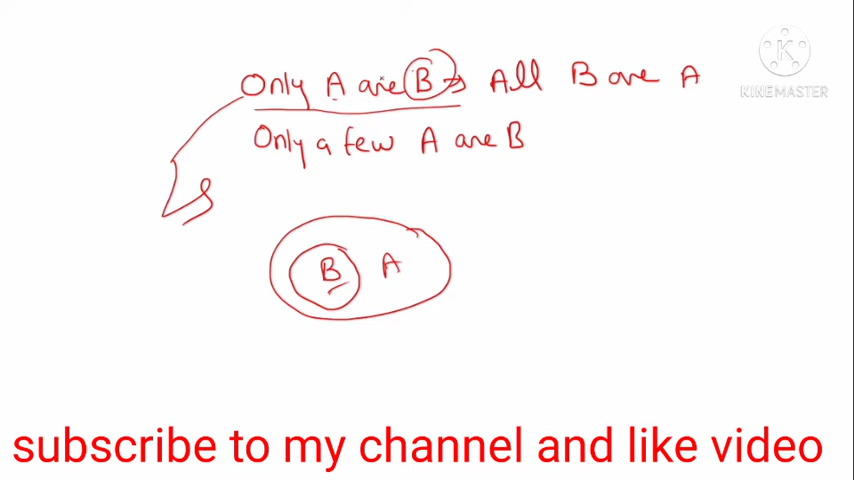 Only A are B → All B are A
KINEMASTER
Only a few A are B
B A
subscribe to my channel and like video